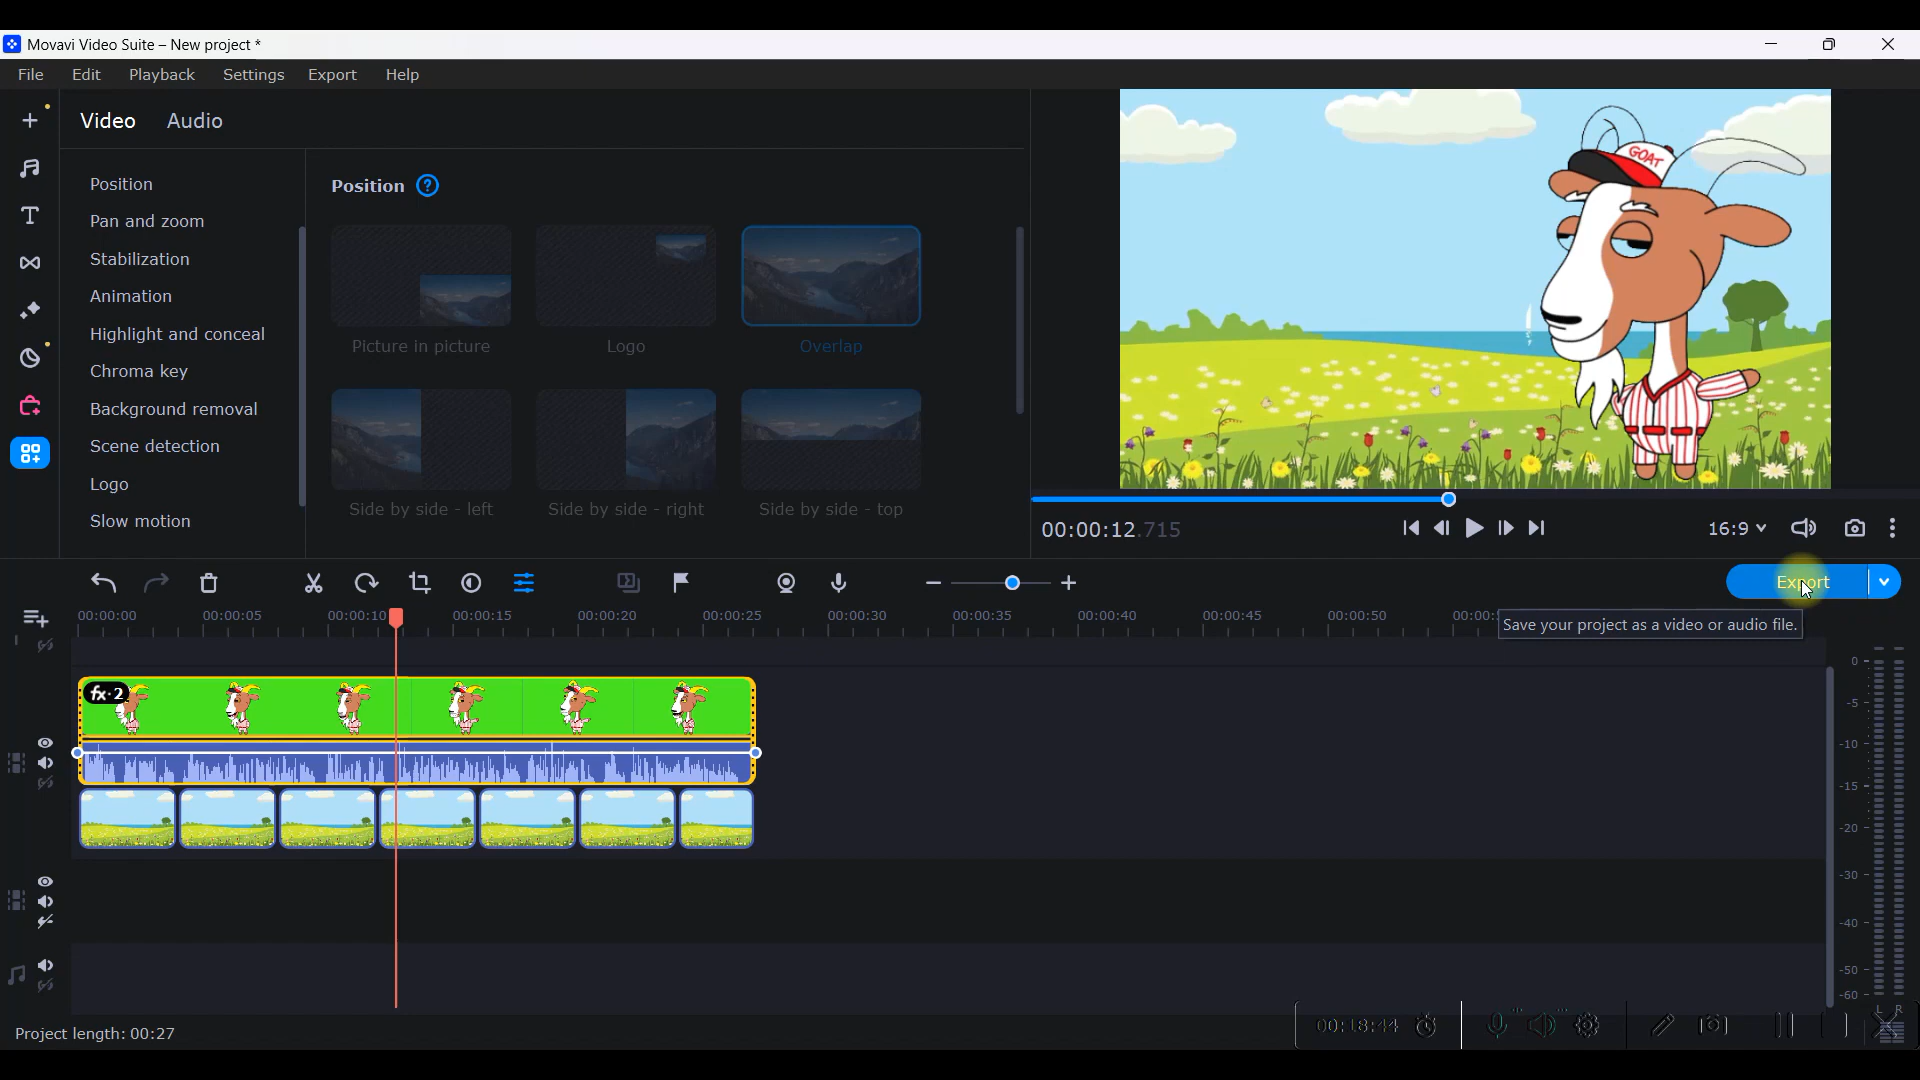 Movavi Video Suite – New project *
File Edit Playback Settings Export Help
Video Audio
Position
Pan and zoom
Stabilization
Animation
Highlight and conceal
Chroma key
Background removal
Scene detection
Logo
Slow motion
Position ?
Picture in picture
Logo
Overlap
Side by side - left
Side by side - right
Side by side - top
GOAT
00:00:12.715
16:9
Export
Save your project as a video or audio file.
00:00:00 00:00:05 00:00:10 00:00:15 00:00:20 00:00:25 00:00:30 00:00:35 00:00:40 00:00:45 00:00:50 00:00:
fx·2
0
-5
-10
-15
-20
-30
-40
-50
-60
L R
Project length: 00:27
00:18:44